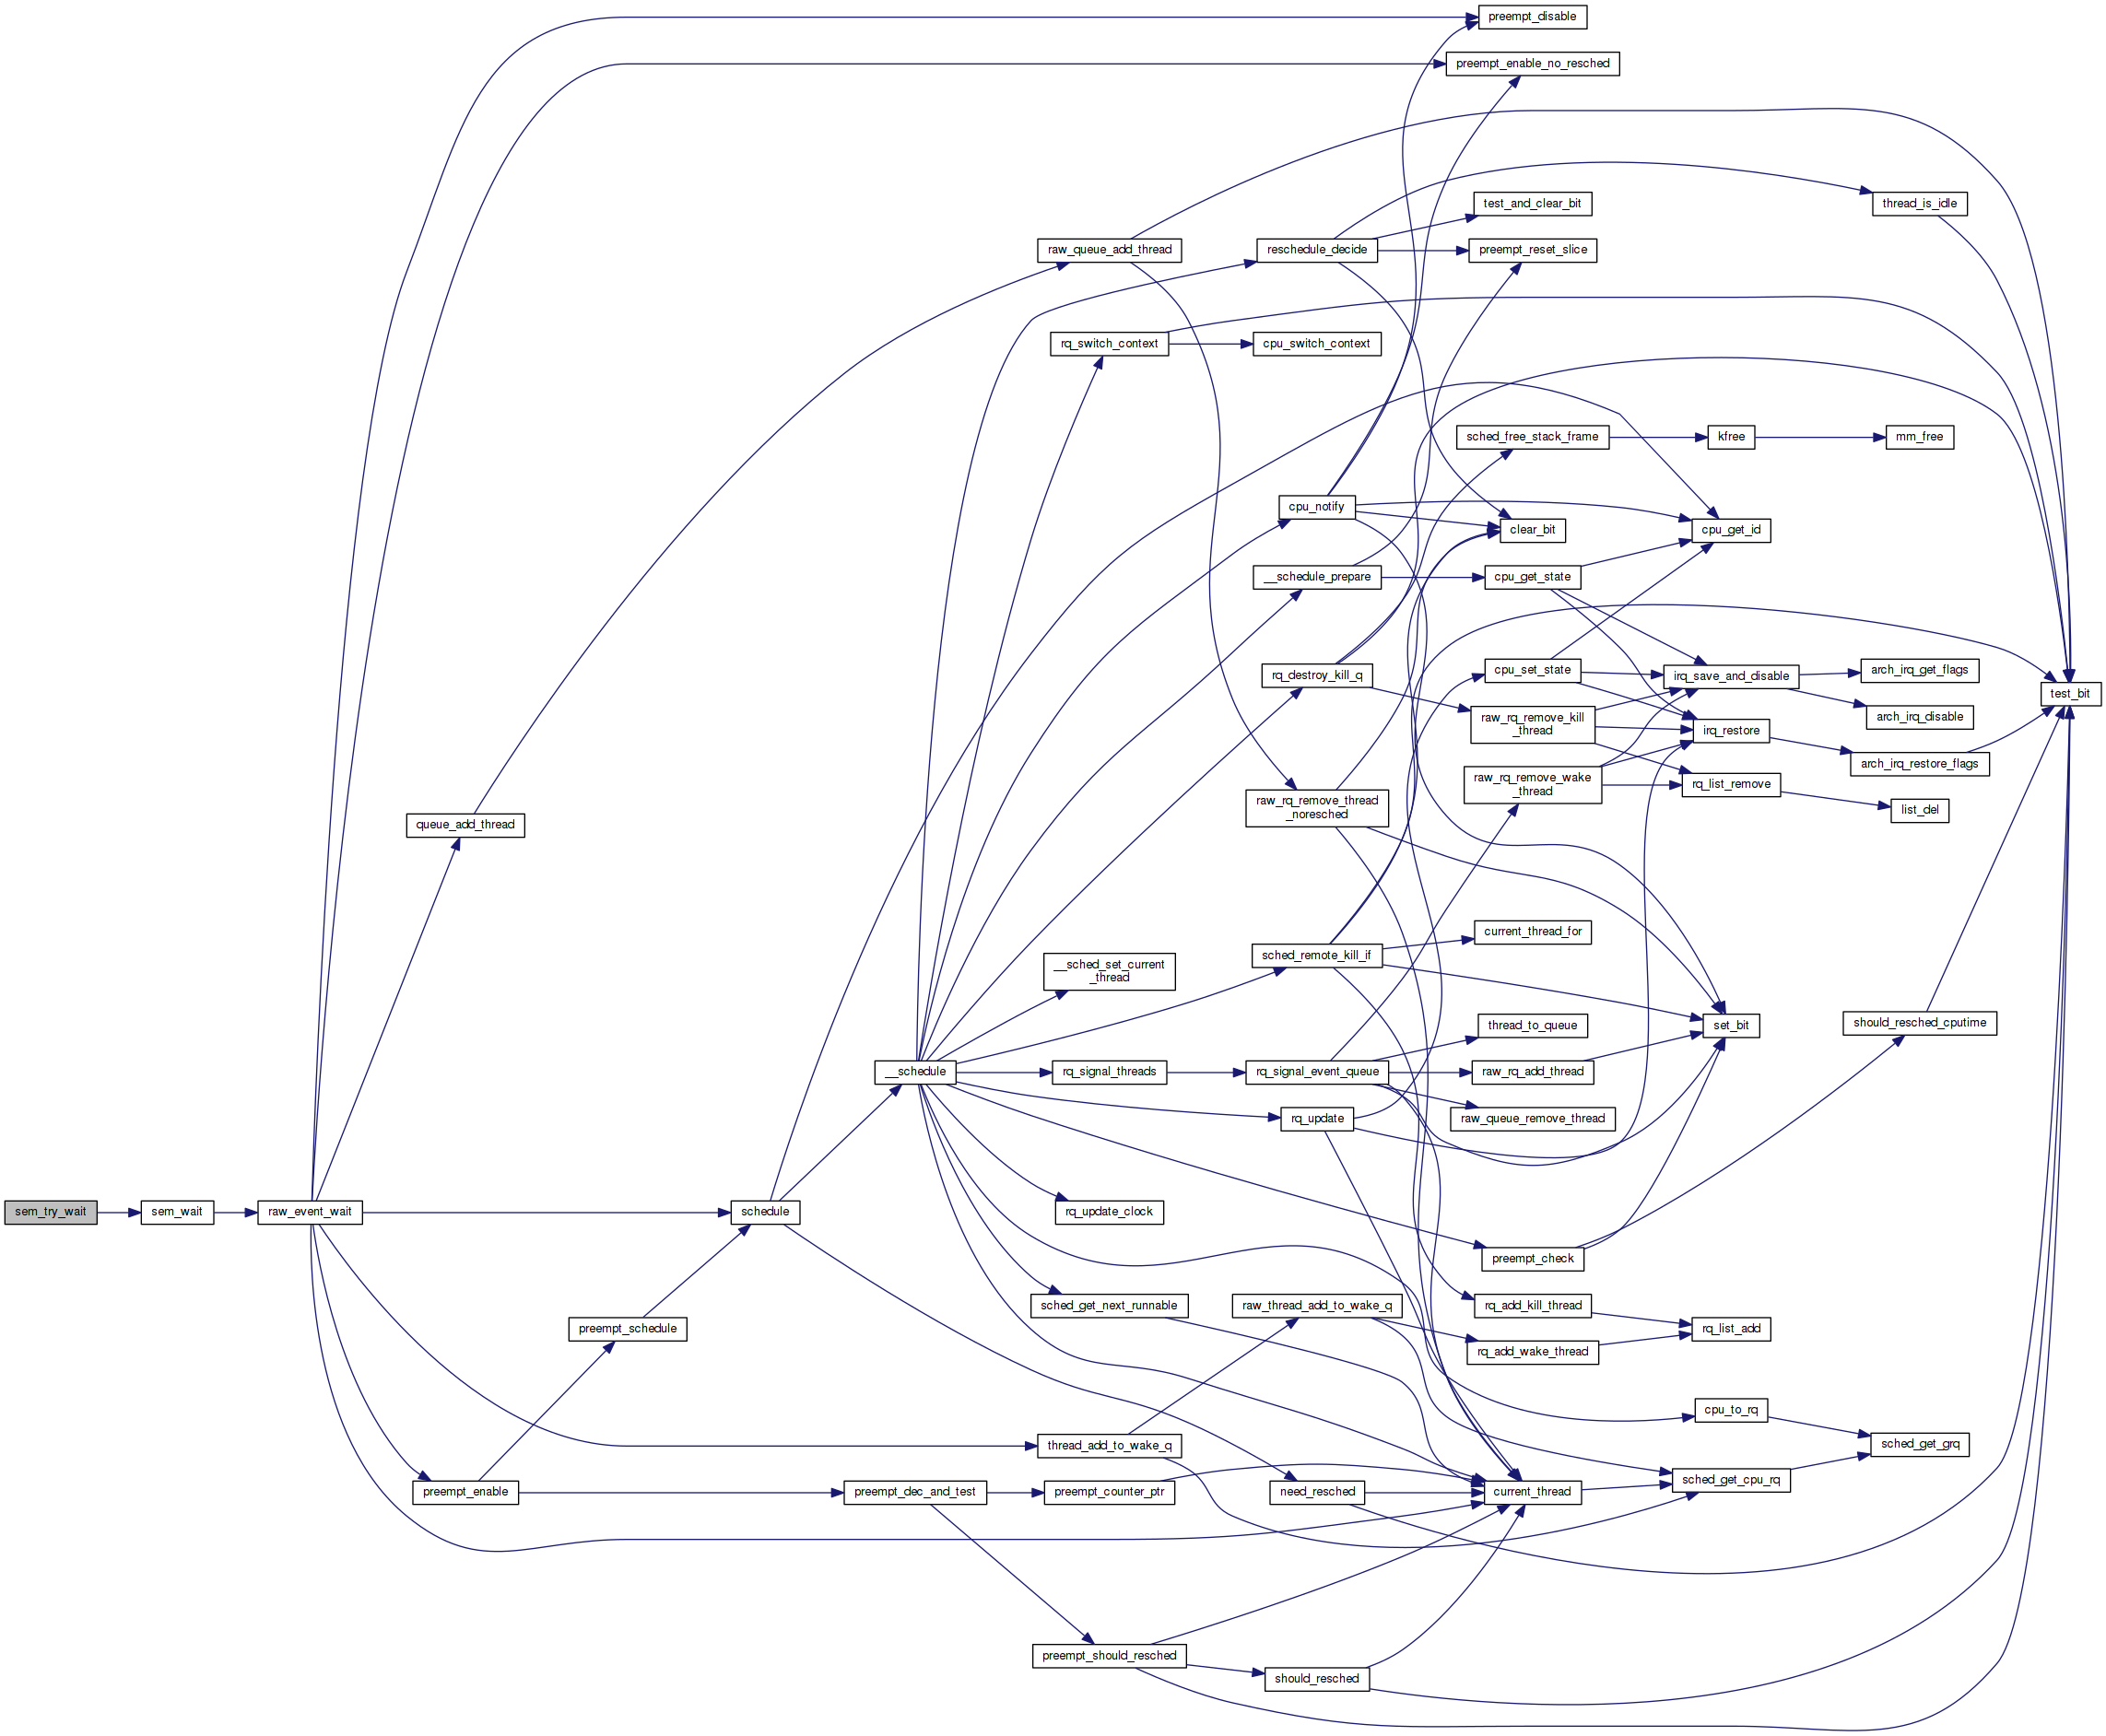 preempt_disable
preempt_enable_no_resched
thread_is_idle
test_and_clear_bit
raw_queue_add_thread
reschedule_decide
preempt_reset_slice
rq_switch_context
cpu_switch_context
sched_free_stack_frame
kfree
mm_free
cpu_notify
clear_bit
cpu_get_id
__schedule_prepare
cpu_get_state
rq_destroy_kill_q
cpu_set_state
irq_save_and_disable
arch_irq_get_flags
test_bit
raw_rq_remove_kill
_thread
arch_irq_disable
irq_restore
arch_irq_restore_flags
raw_rq_remove_wake
_thread
rq_list_remove
list_del
raw_rq_remove_thread
_noresched
queue_add_thread
current_thread_for
sched_remote_kill_if
__sched_set_current
_thread
thread_to_queue
set_bit
should_resched_cputime
__schedule
rq_signal_threads
rq_signal_event_queue
raw_rq_add_thread
rq_update
raw_queue_remove_thread
sem_try_wait
sem_wait
raw_event_wait
schedule
rq_update_clock
preempt_check
sched_get_next_runnable
raw_thread_add_to_wake_q
rq_add_kill_thread
preempt_schedule
rq_list_add
rq_add_wake_thread
cpu_to_rq
thread_add_to_wake_q
sched_get_grq
sched_get_cpu_rq
preempt_enable
preempt_dec_and_test
preempt_counter_ptr
need_resched
current_thread
preempt_should_resched
should_resched